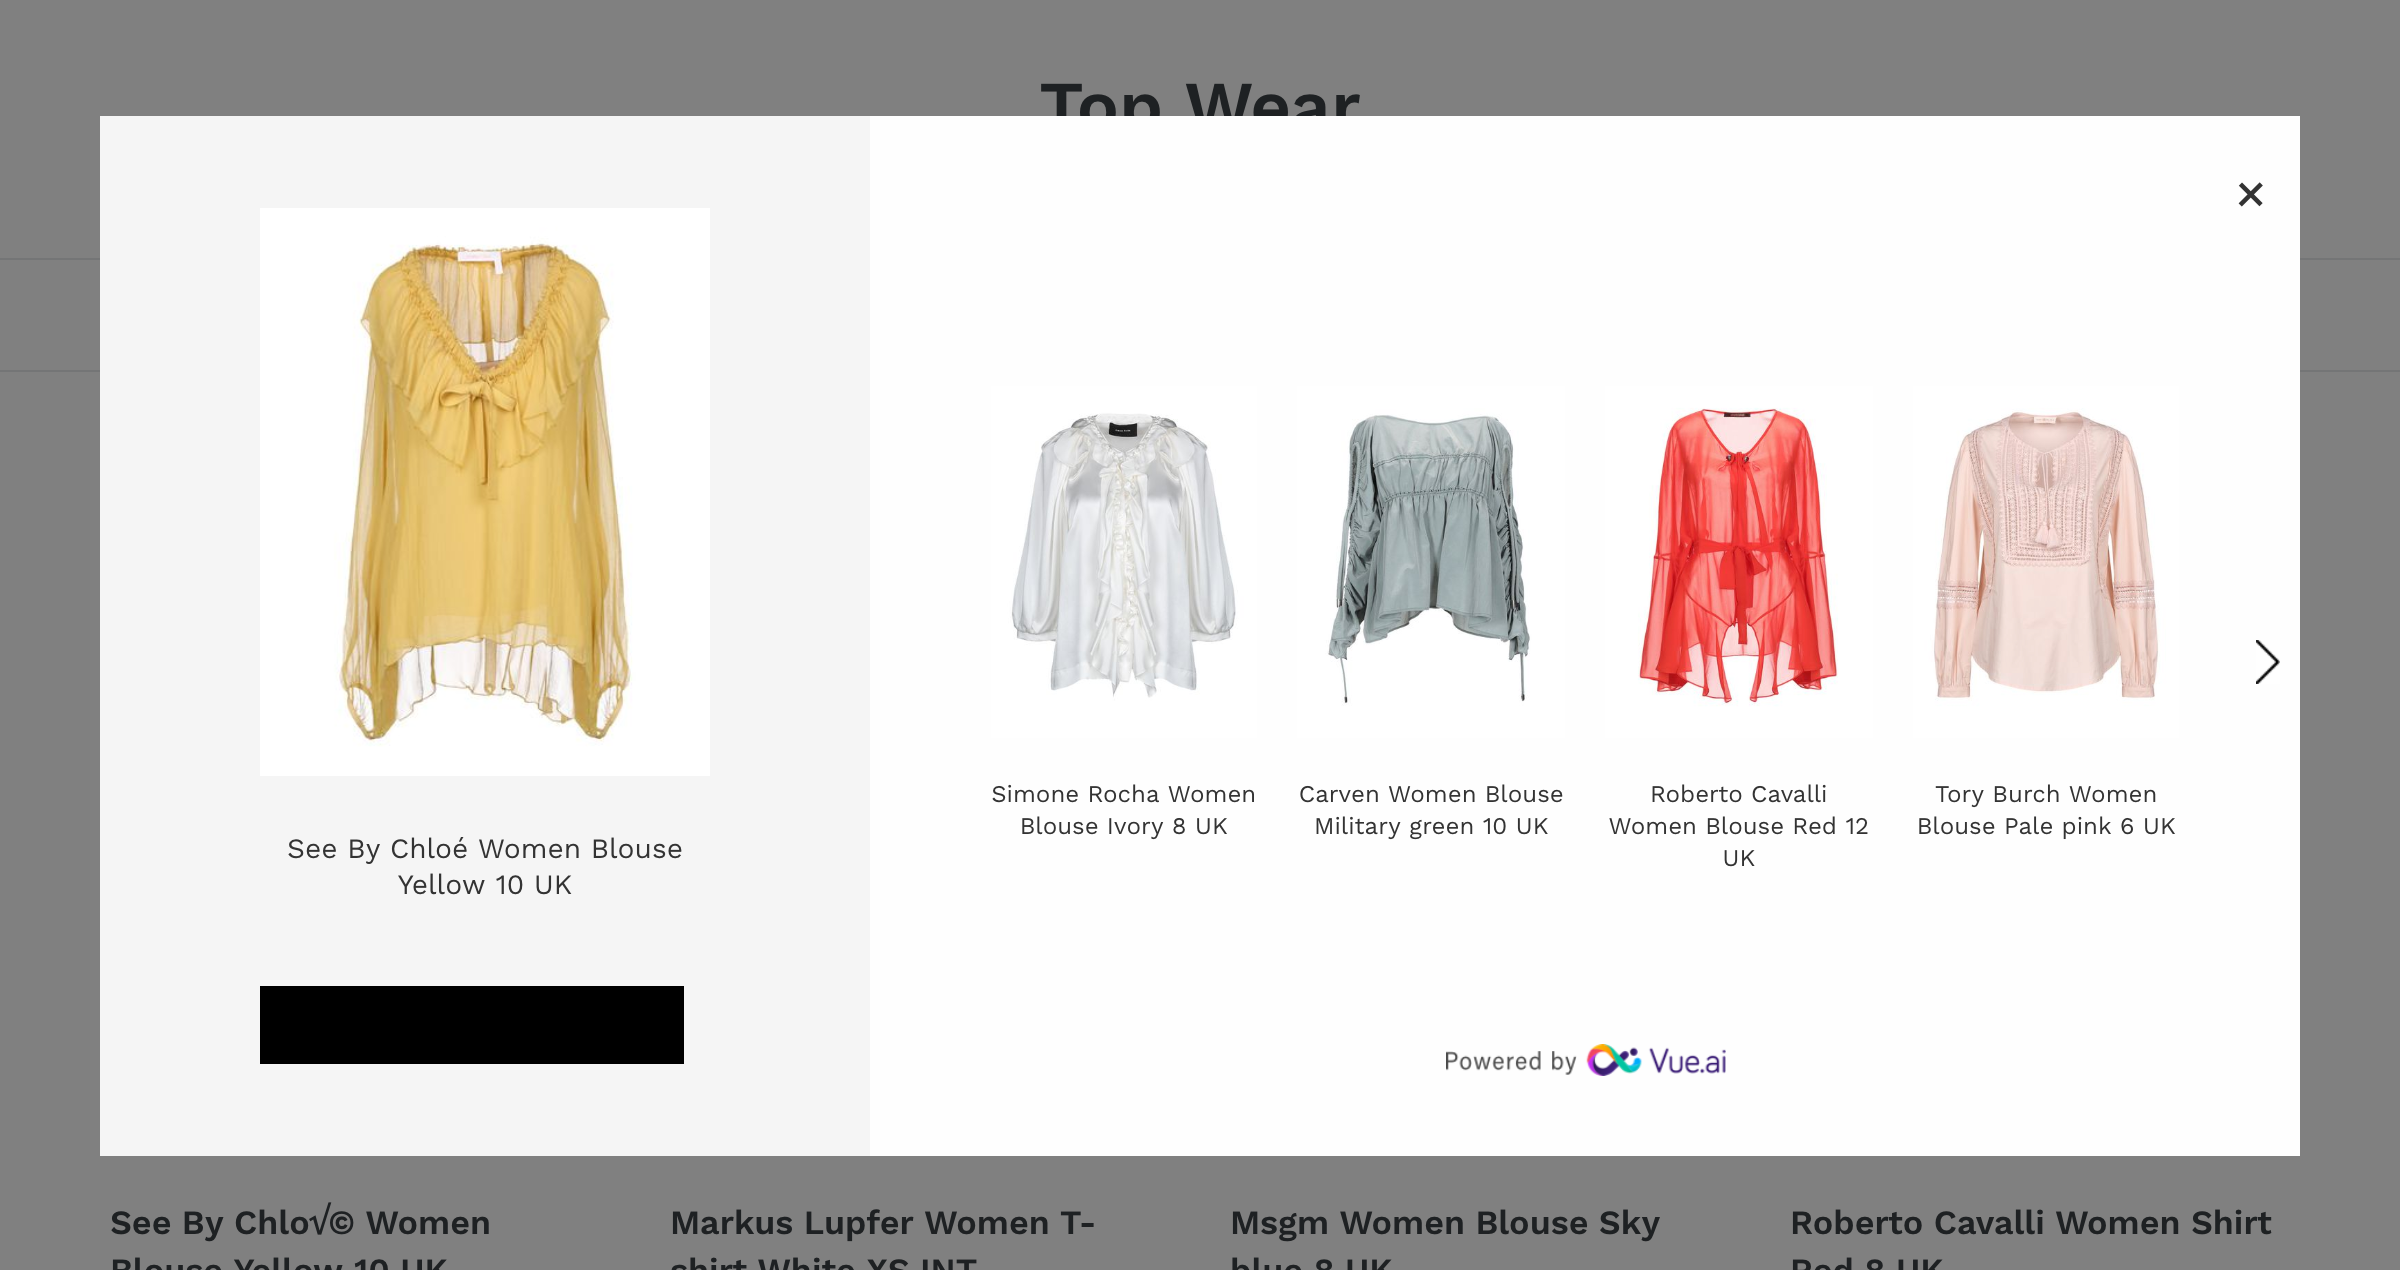 Top Wear
See By Chloé Women Blouse
Yellow 10 UK
Simone Rocha Women
Blouse Ivory 8 UK
Carven Women Blouse
Military green 10 UK
Roberto Cavalli
Women Blouse Red 12
UK
Tory Burch Women
Blouse Pale pink 6 UK
Powered by Vue.ai
See By Chlo√© Women
Blouse Yellow 10 UK
Markus Lupfer Women T-
shirt White XS INT
Msgm Women Blouse Sky
blue 8 UK
Roberto Cavalli Women Shirt
Red 8 UK